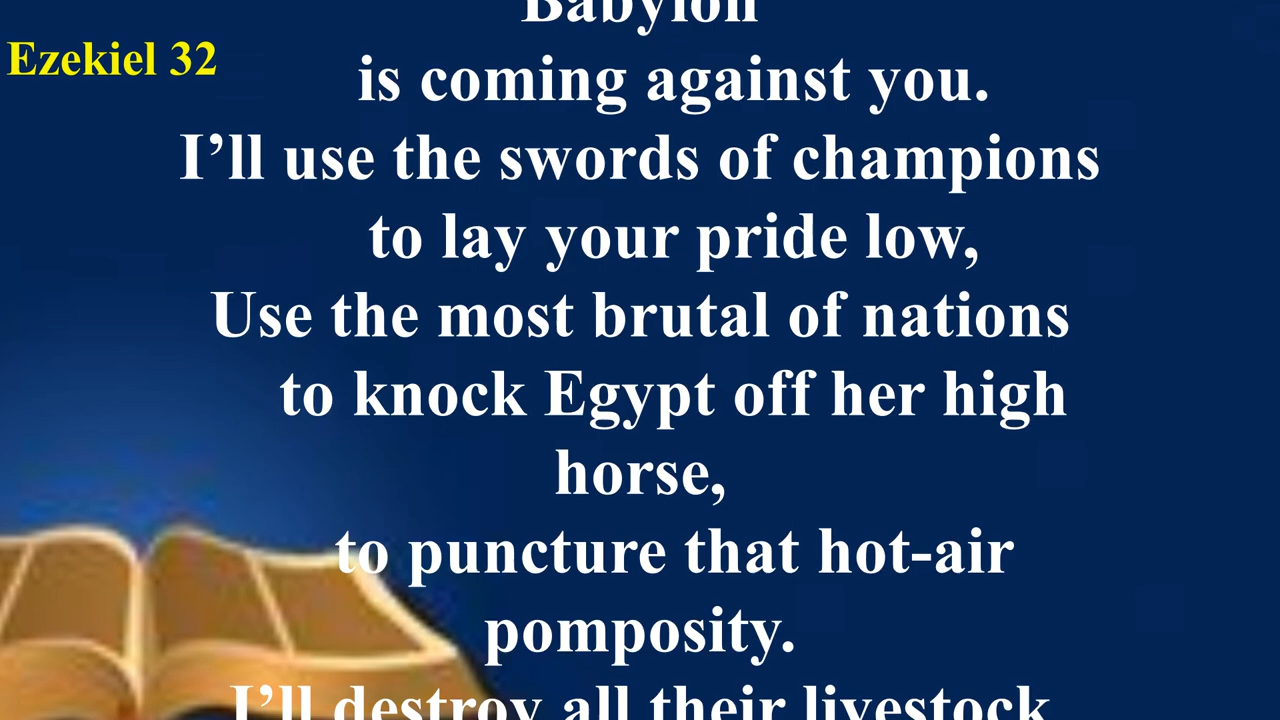 Babylon
Ezekiel 32
is coming against you.
I’ll use the swords of champions
to lay your pride low,
Use the most brutal of nations
to knock Egypt off her high
horse,
to puncture that hot-air
pomposity.
I’ll destroy all their livestock